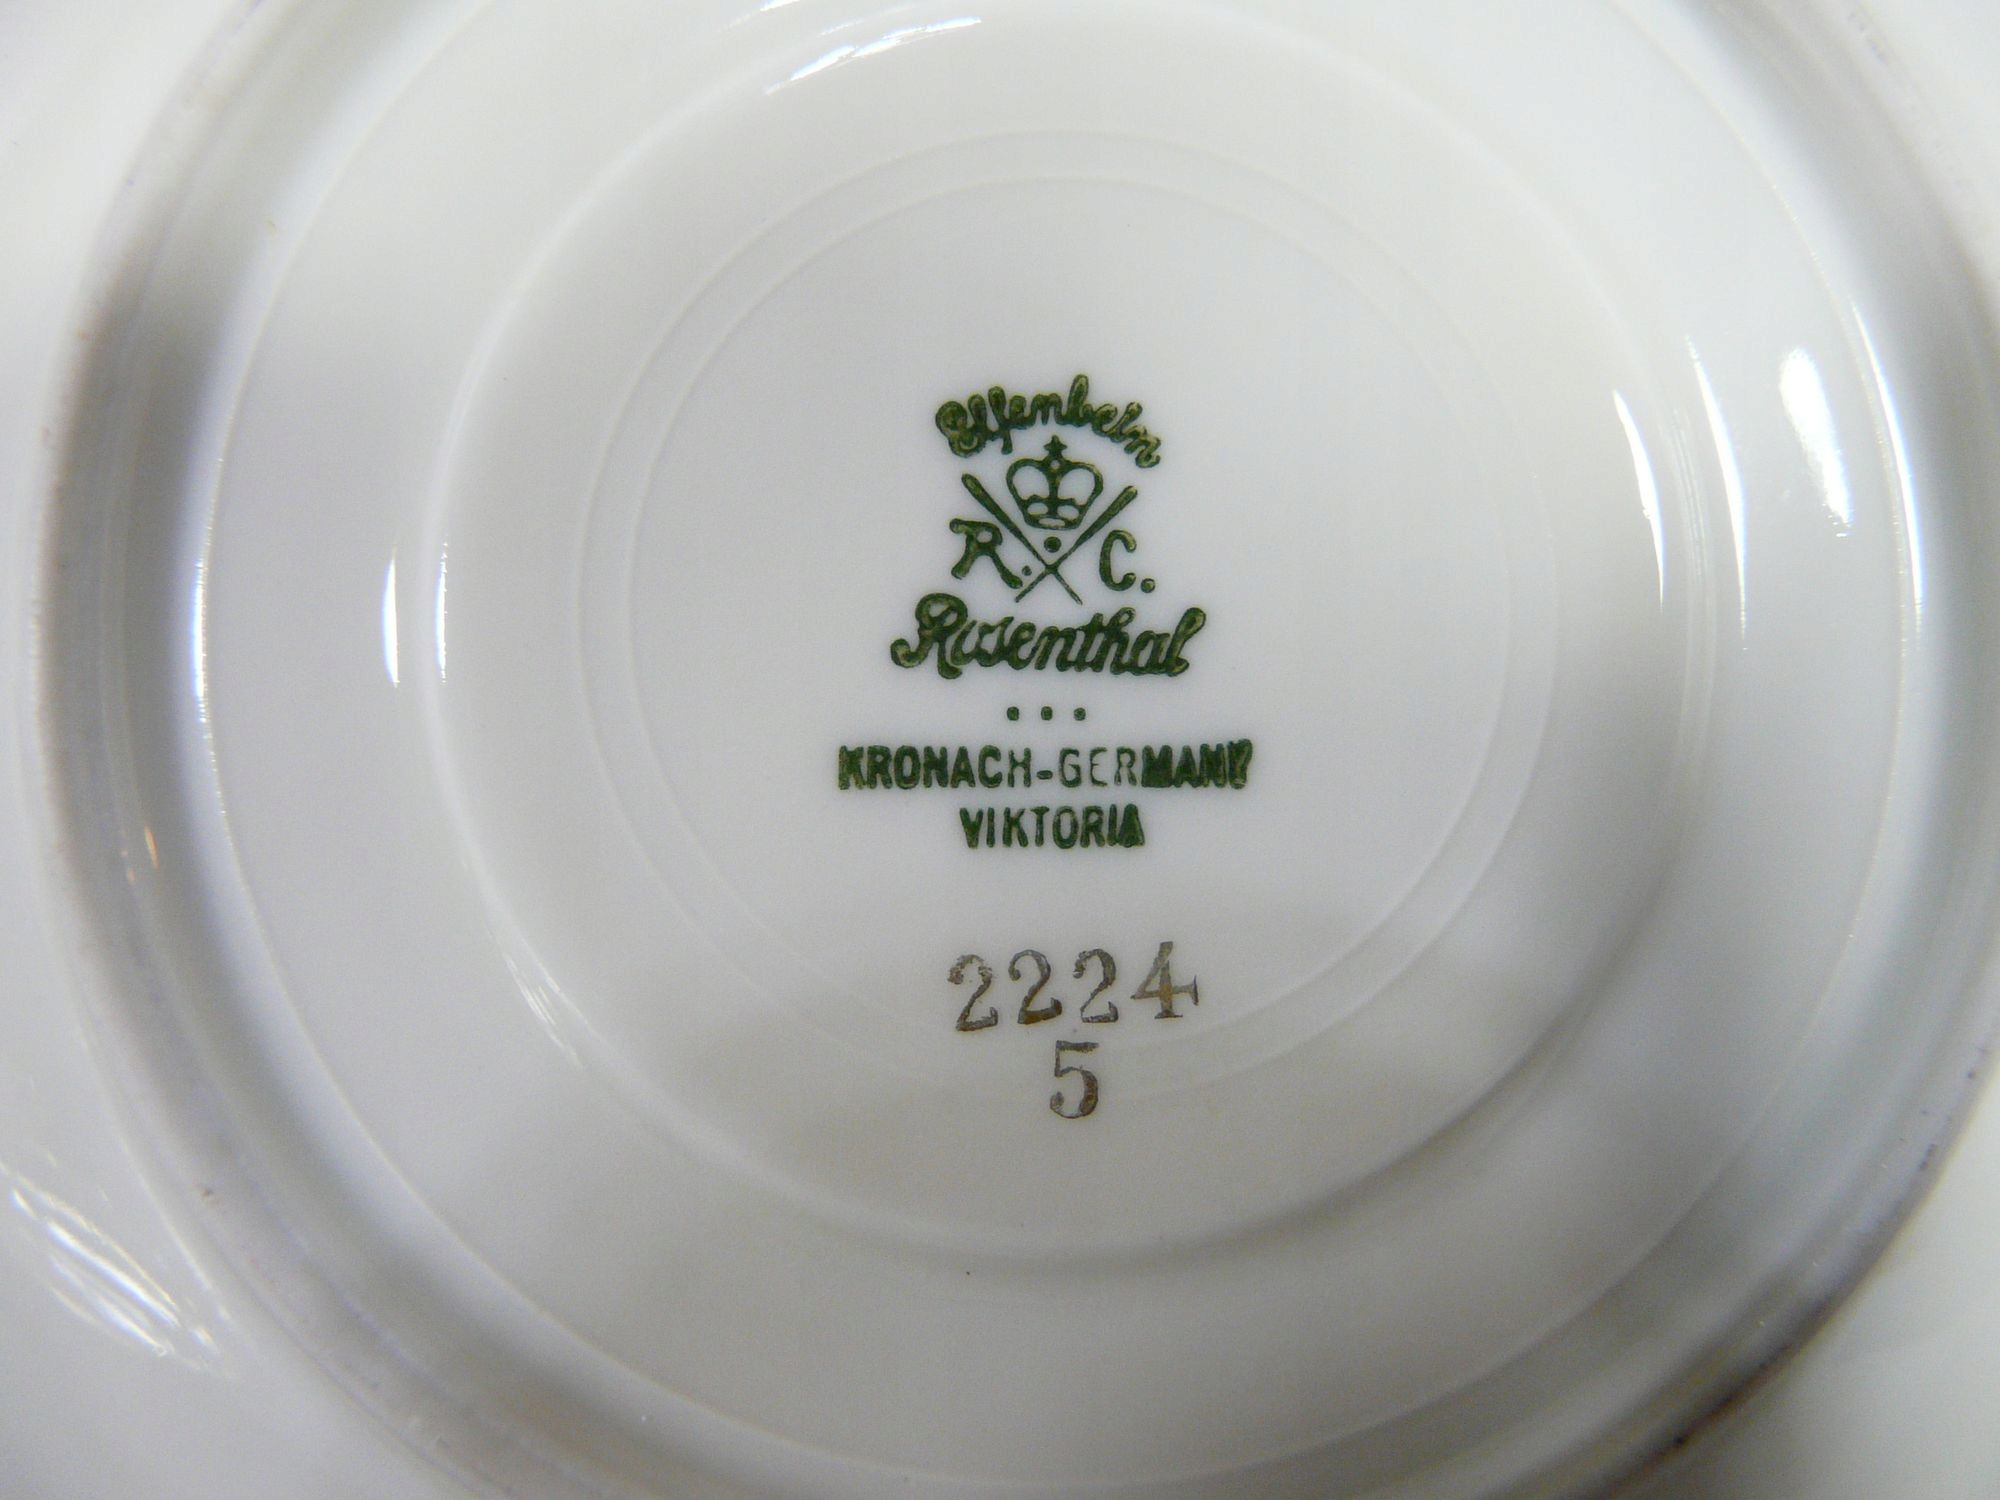 Elfenbein
R. C.
Rosenthal
...
KRONACH-GERMANY
VIKTORIA
2224
5